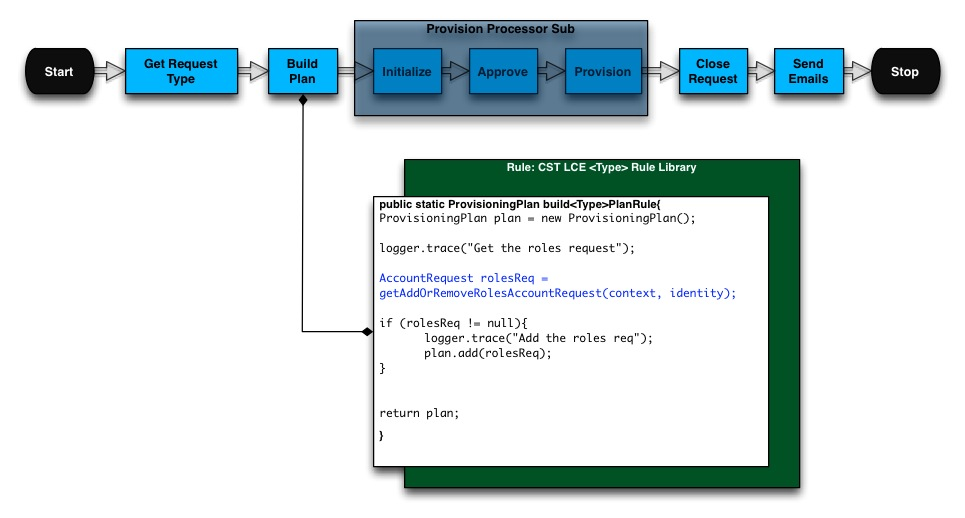 Provision Processor Sub
Start
Get Request
Type
Build
Plan
Initialize
Approve
Provision
Close
Request
Send
Emails
Stop
Rule: CST LCE <Type> Rule Library
public static ProvisioningPlan build<Type>PlanRule{
ProvisioningPlan plan = new ProvisioningPlan();
logger.trace("Get the roles request");
AccountRequest rolesReq =
getAddOrRemoveRolesAccountRequest(context, identity);
if (rolesReq != null){
logger.trace("Add the roles req");
plan.add(rolesReq);
}
return plan;
}